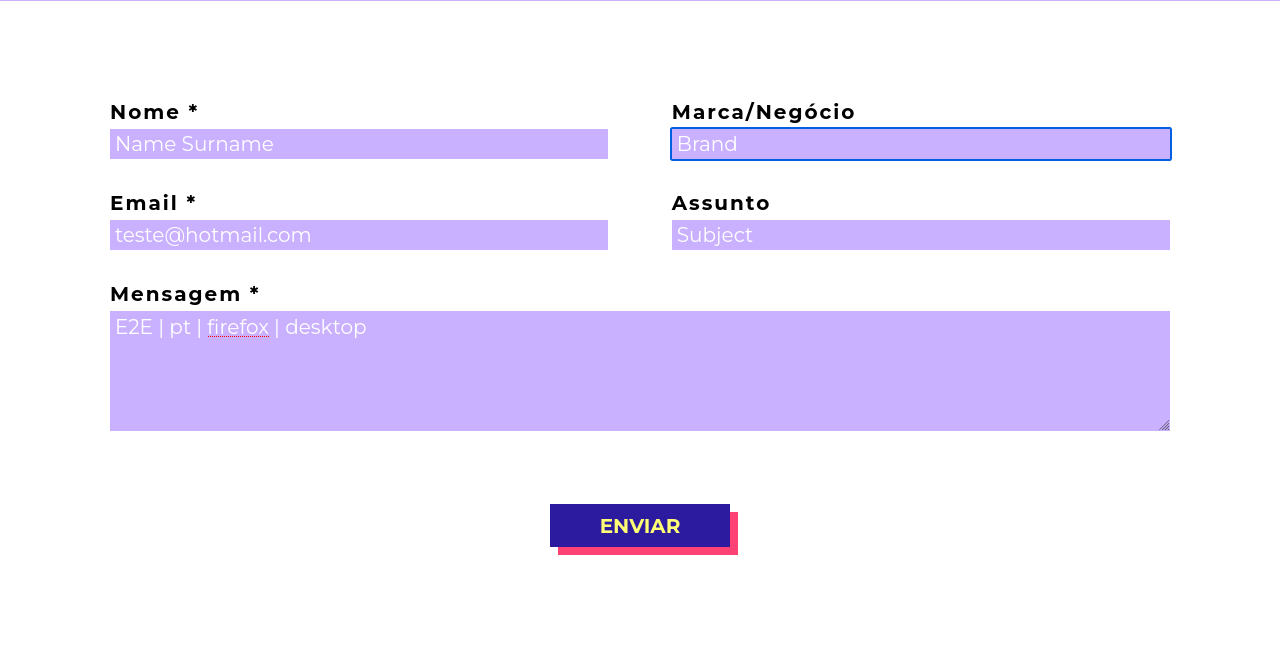 Nome *
Marca/Negócio
Name Surname
Brand
Email *
Assunto
teste@hotmail.com
Subject
Mensagem *
E2E | pt | firefox | desktop
ENVIAR